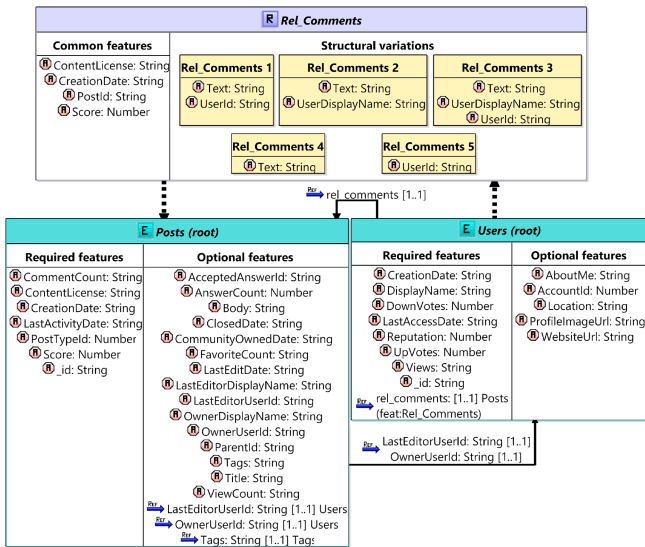 R Rel_Comments
Common features
R ContentLicense: String
R CreationDate: String
R PostId: String
R Score: Number
Structural variations
Rel_Comments 1
R Text: String
R UserId: String
Rel_Comments 2
R Text: String
R UserDisplayName: String
Rel_Comments 3
R Text: String
R UserDisplayName: String
R UserId: String
Rel_Comments 4
R Text: String
Rel_Comments 5
R UserId: String
REF rel_comments [1..1]
E Posts (root)
Required features
R CommentCount: String
R ContentLicense: String
R CreationDate: String
R LastActivityDate: String
R PostTypeId: Number
R Score: Number
R _id: String
Optional features
R AcceptedAnswerId: String
R AnswerCount: Number
R Body: String
R ClosedDate: String
R CommunityOwnedDate: String
R FavoriteCount: String
R LastEditDate: String
R LastEditorDisplayName: String
R LastEditorUserId: String
R OwnerDisplayName: String
R OwnerUserId: String
R ParentId: String
R Tags: String
R Title: String
R ViewCount: String
REF LastEditorUserId: String [1..1] Users
REF OwnerUserId: String [1..1] Users
REF Tags: String [1..1] Tags
E Users (root)
Required features
R CreationDate: String
R DisplayName: String
R DownVotes: Number
R LastAccessDate: String
R Reputation: Number
R UpVotes: Number
R Views: String
R _id: String
REF rel_comments: [1..1] Posts
(feat:Rel_Comments)
Optional features
R AboutMe: String
R AccountId: Number
R Location: String
R ProfileImageUrl: String
R WebsiteUrl: String
REF LastEditorUserId: String [1..1]
OwnerUserId: String [1..1]